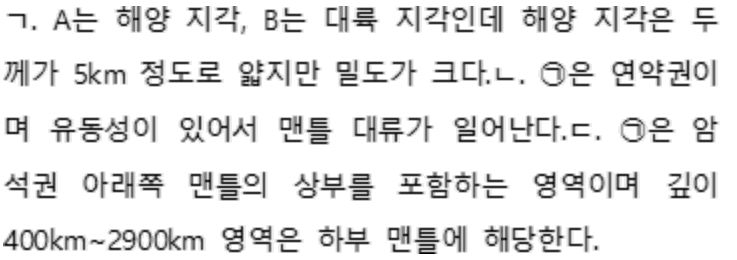 ㄱ. A는 해양 지각, B는 대륙 지각인데 해양 지각은 두
께가 5km 정도로 얇지만 밀도가 크다.ㄴ. ㉠은 연약권이
며 유동성이 있어서 맨틀 대류가 일어난다.ㄷ. ㉠은 암
석권 아래쪽 맨틀의 상부를 포함하는 영역이며 깊이
400km~2900km 영역은 하부 맨틀에 해당한다.